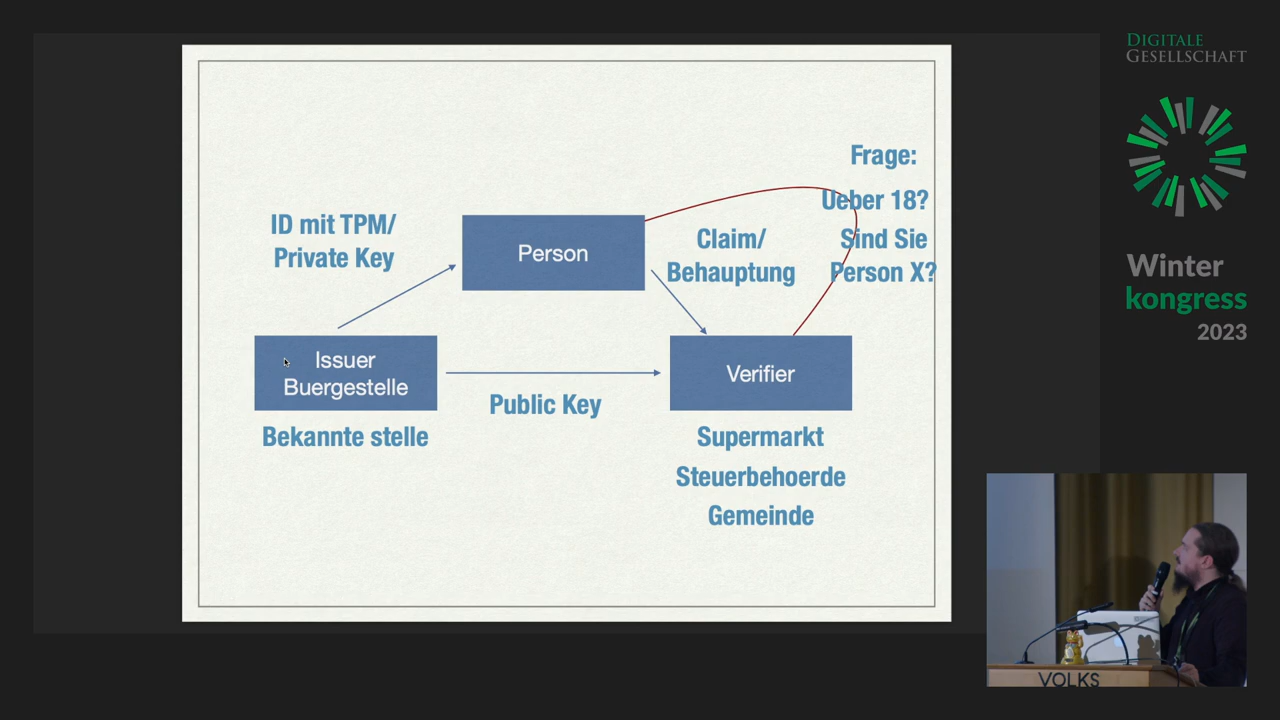 DIGITALE
GESELLSCHAFT
Winter
kongress
2023
Frage:
Ueber 18?
Sind Sie
Person X?
ID mit TPM/
Private Key
Person
Claim/
Behauptung
Issuer
Buergestelle
Verifier
Public Key
Bekannte stelle
Supermarkt
Steuerbehoerde
Gemeinde
VOLKS